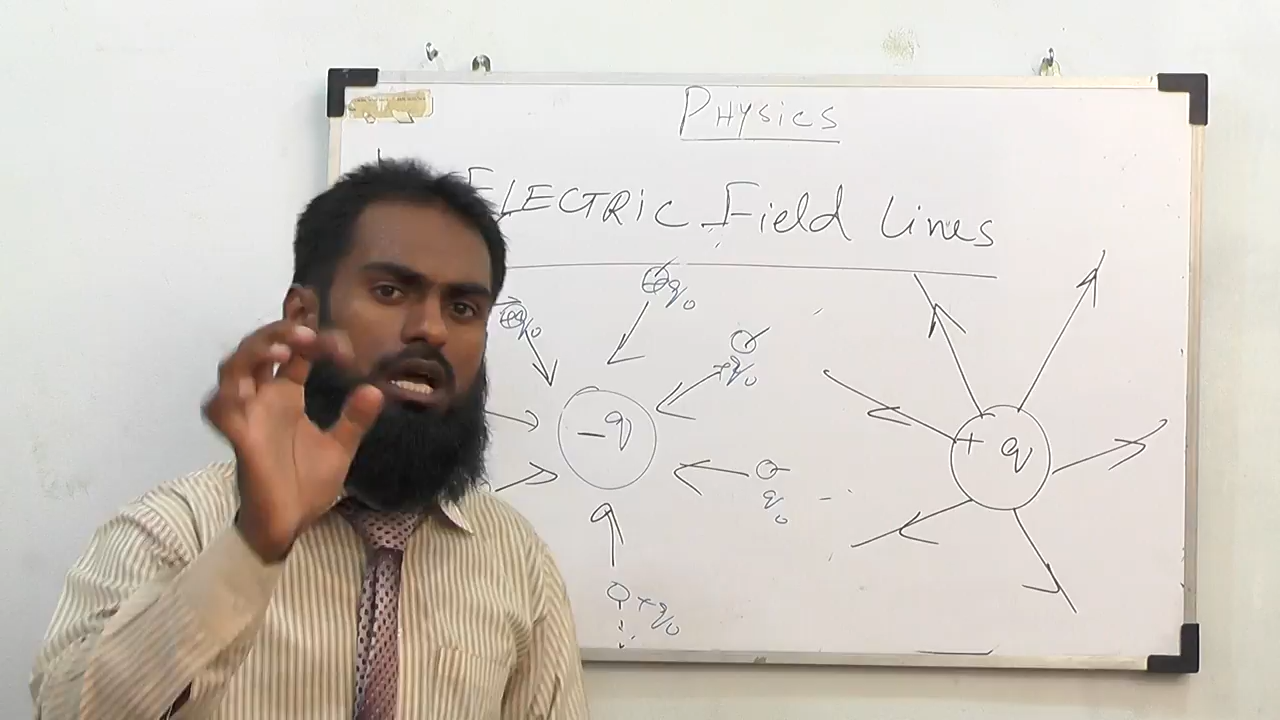 PHYSICS
ELECTRIC Field Lines
q₀
q₀
+q₀
- q
+ q
q₀
+q₀